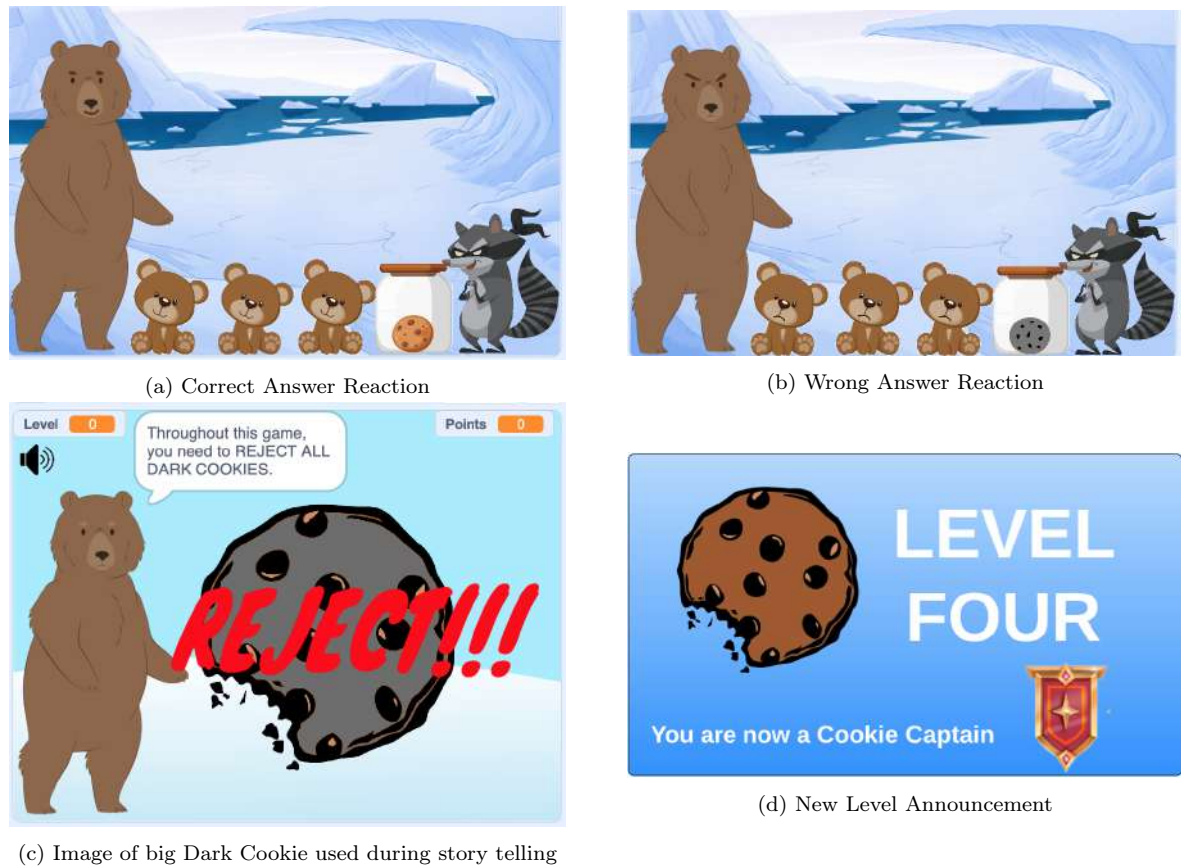 (a) Correct Answer Reaction
(b) Wrong Answer Reaction
Level 0
Throughout this game,
you need to REJECT ALL
DARK COOKIES.
Points 0
REJECT!!!
(c) Image of big Dark Cookie used during story telling
LEVEL
FOUR
You are now a Cookie Captain
(d) New Level Announcement